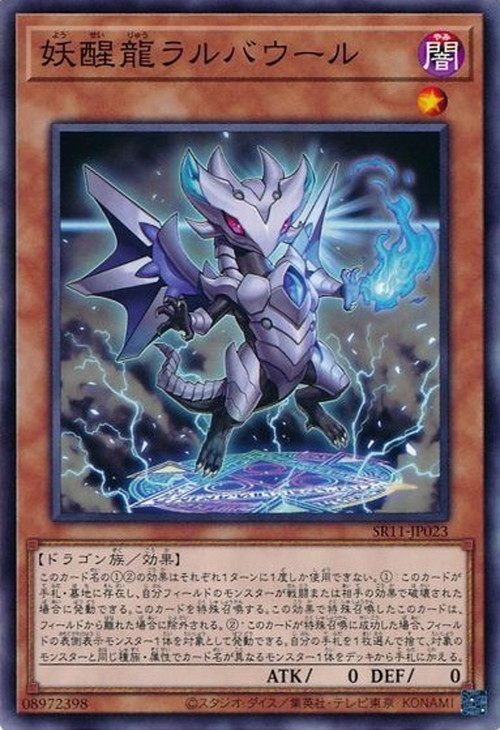 妖醒龍ラルバウール
闇
SR11-JP023
【ドラゴン族/効果】
このカード名の①②の効果はそれぞれ1ターンに1度しか使用できない。①:このカードが
手札・墓地に存在し、自分フィールドのモンスターが戦闘または相手の効果で破壊された
場合に発動できる。このカードを特殊召喚する。この効果で特殊召喚したこのカードは、
フィールドから離れた場合に除外される。②:このカードが特殊召喚に成功した場合、フィー
ルドの表側表示モンスター1体を対象として発動できる。自分の手札を1枚選んで捨て、対象の
モンスターと同じ種族・属性でカード名が異なるモンスター1体をデッキから手札に加える。
ATK/ 0 DEF/ 0
08972398 ©スタジオ・ダイス/集英社・テレビ東京 KONAMI